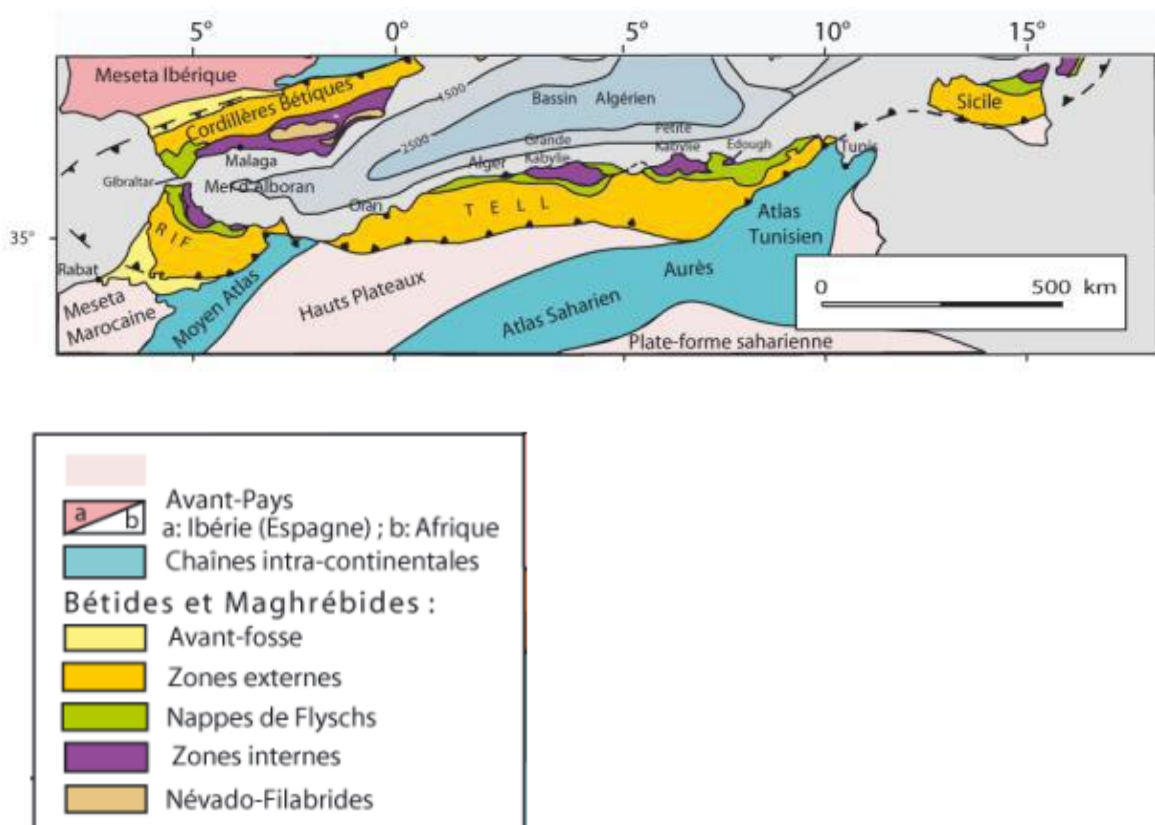 5° 0° 5° 10° 15°
Meseta Ibérique
Cordillères Bétiques
1500
Bassin Algérien
2500
Sicile
Malaga
Grande
Kabylie
Petite
Kabylie
Edough
Alger
Tunis
Gibraltar
Mer d'Alboran
Oran
TELL
RIF
35°
Atlas
Tunisien
Rabat
Aurès
Hauts Plateaux
Meseta
Marocaine
Moyen Atlas
Atlas Saharien
Plate-forme saharienne
0 500 km
Avant-Pays
a b
a: Ibérie (Espagne) ; b: Afrique
Chaînes intra-continentales
Bétides et Maghrébides :
Avant-fosse
Zones externes
Nappes de Flyschs
Zones internes
Névado-Filabrides